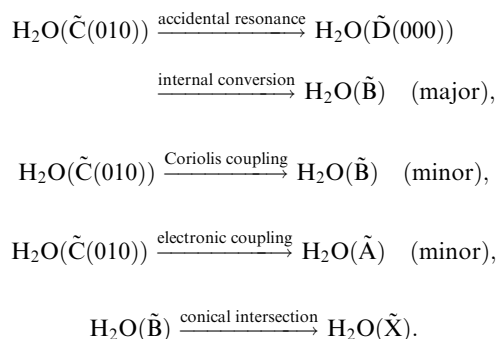 H₂O(C̃(010)) accidental resonance⟶ H₂O(D̃(000))
internal conversion⟶ H₂O(B̃) (major),
H₂O(C̃(010)) Coriolis coupling⟶ H₂O(B̃) (minor),
H₂O(C̃(010)) electronic coupling⟶ H₂O(Ã) (minor),
H₂O(B̃) conical intersection⟶ H₂O(X̃).